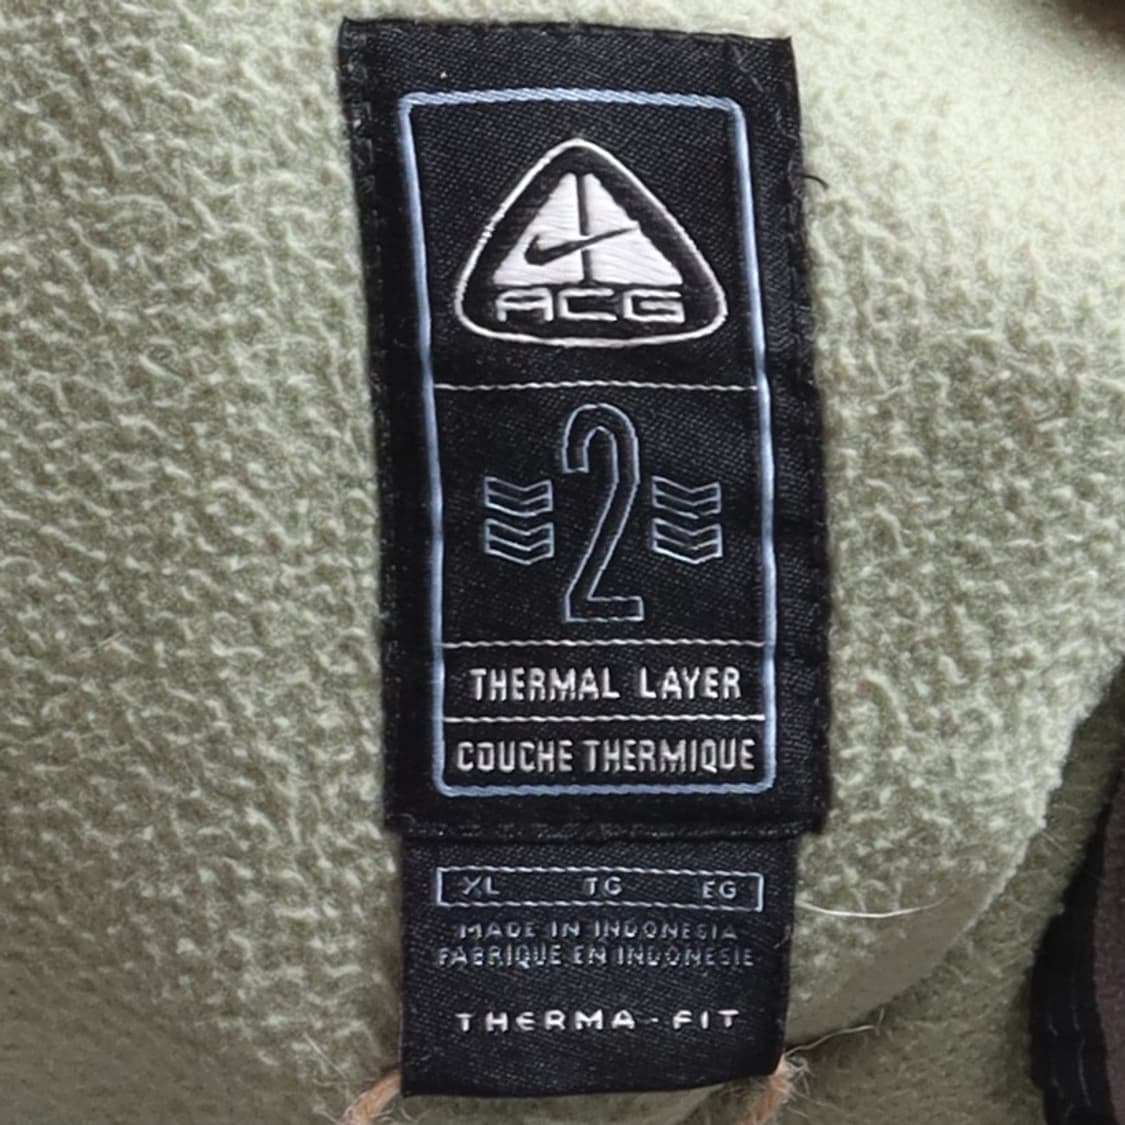 ACG
2
THERMAL LAYER
COUCHE THERMIQUE
XL TG EG
MADE IN INDONESIA
FABRIQUE EN INDONESIE
THERMA-FIT